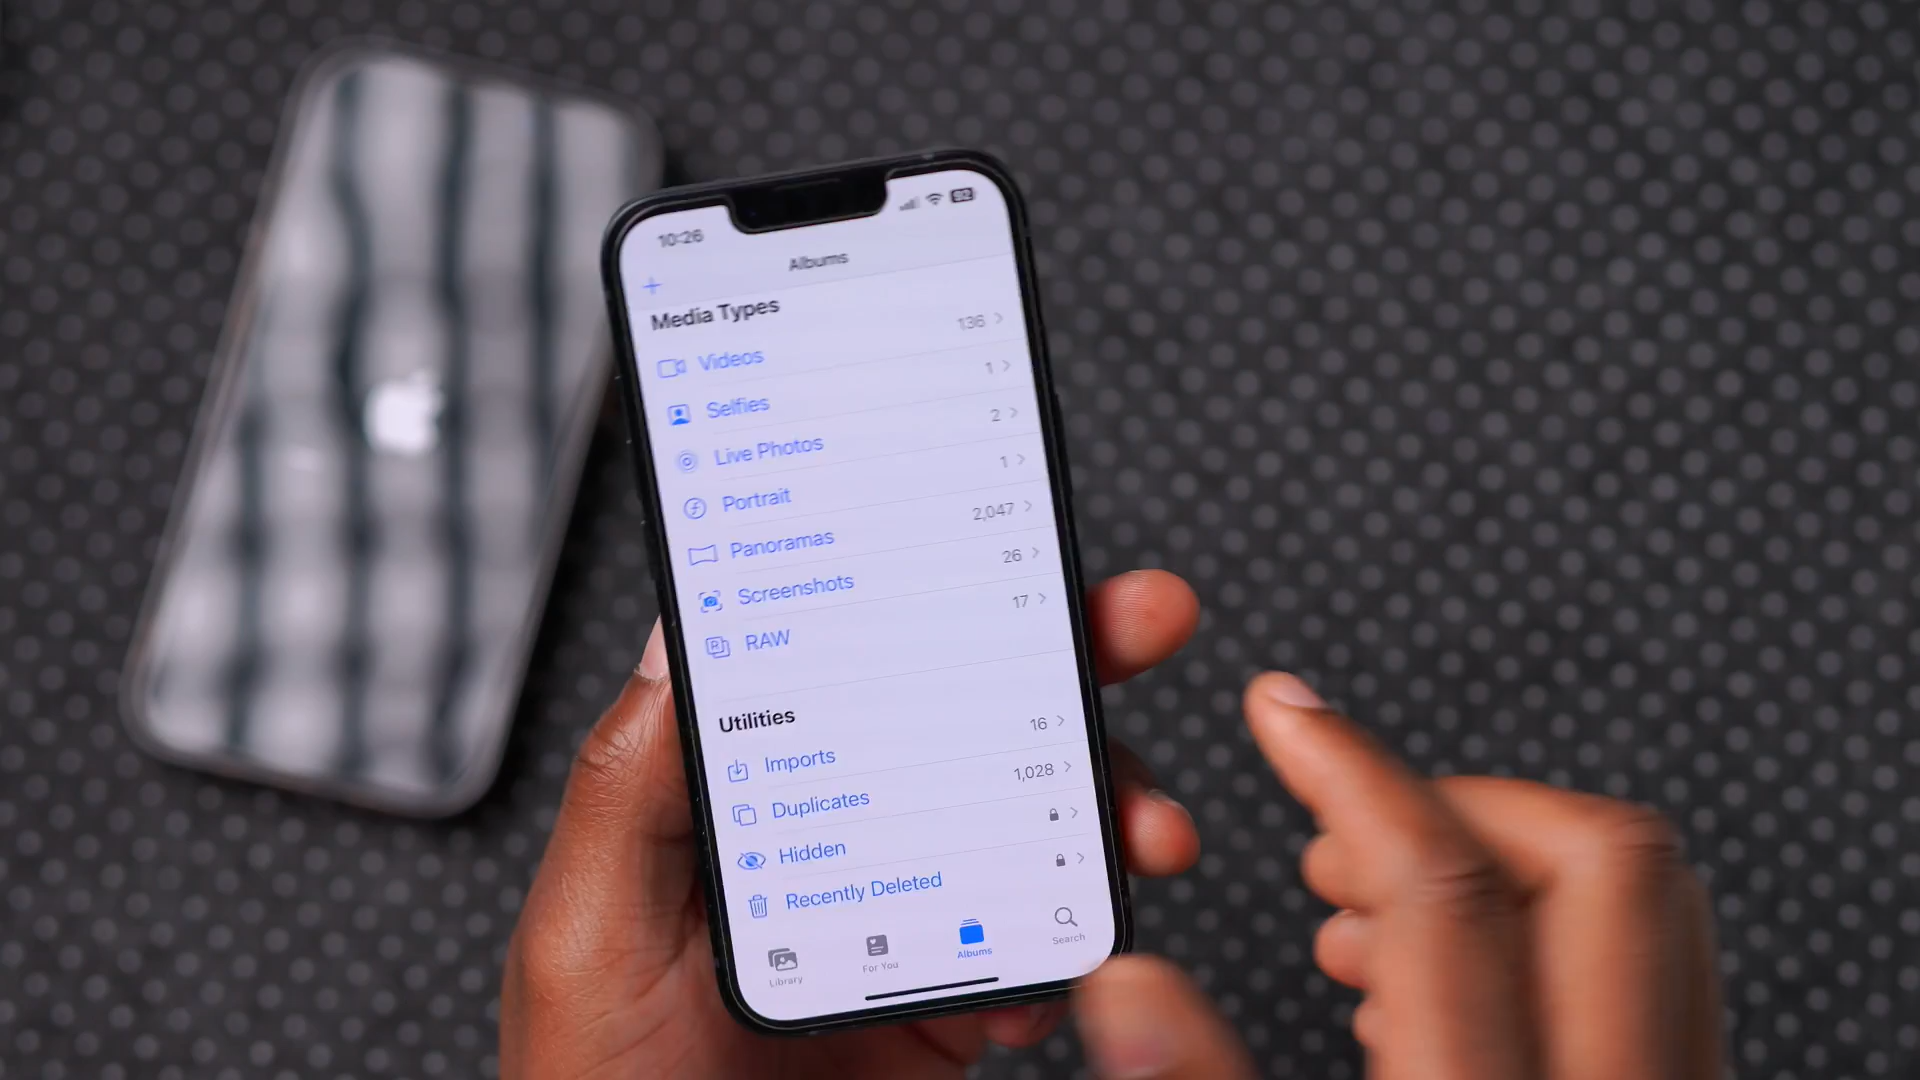 10:26 92
Albums
+
Media Types
Videos 136
Selfies 1
Live Photos 2
Portrait 1
Panoramas 2,047
Screenshots 26
RAW 17
Utilities
Imports 16
Duplicates 1,028
Hidden
Recently Deleted
Library For You Albums Search